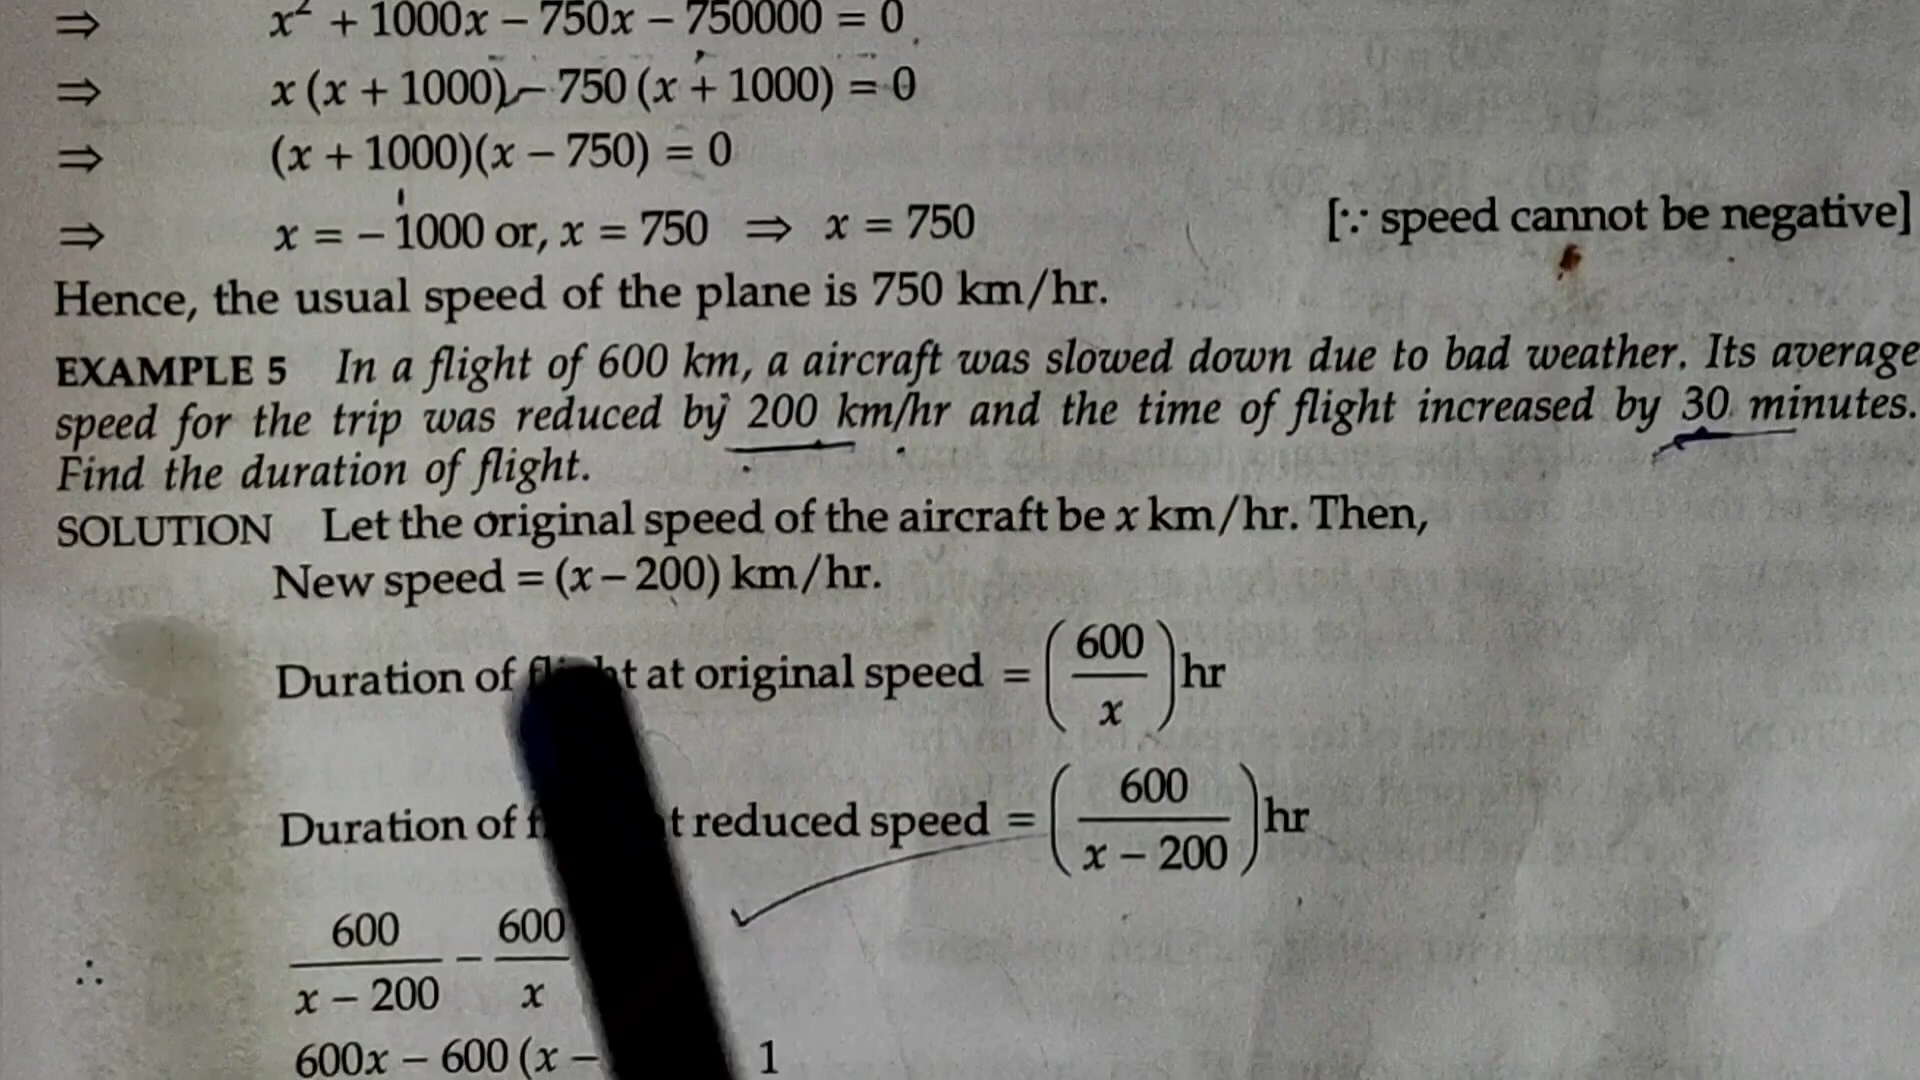 ⇒ x² + 1000x − 750x − 750000 = 0
⇒ x (x + 1000) − 750 (x + 1000) = 0
⇒ (x + 1000)(x − 750) = 0
⇒ x = − 1000 or, x = 750 ⇒ x = 750 [∵ speed cannot be negative]
Hence, the usual speed of the plane is 750 km/hr.
EXAMPLE 5 In a flight of 600 km, a aircraft was slowed down due to bad weather. Its average
speed for the trip was reduced by 200 km/hr and the time of flight increased by 30 minutes.
Find the duration of flight.
SOLUTION Let the original speed of the aircraft be x km/hr. Then,
New speed = (x − 200) km/hr.
Duration of flight at original speed = (600/x) hr
Duration of t reduced speed = (600/(x − 200)) hr
∴ 600/(x − 200) − 600/x
600x − 600 (x − 1